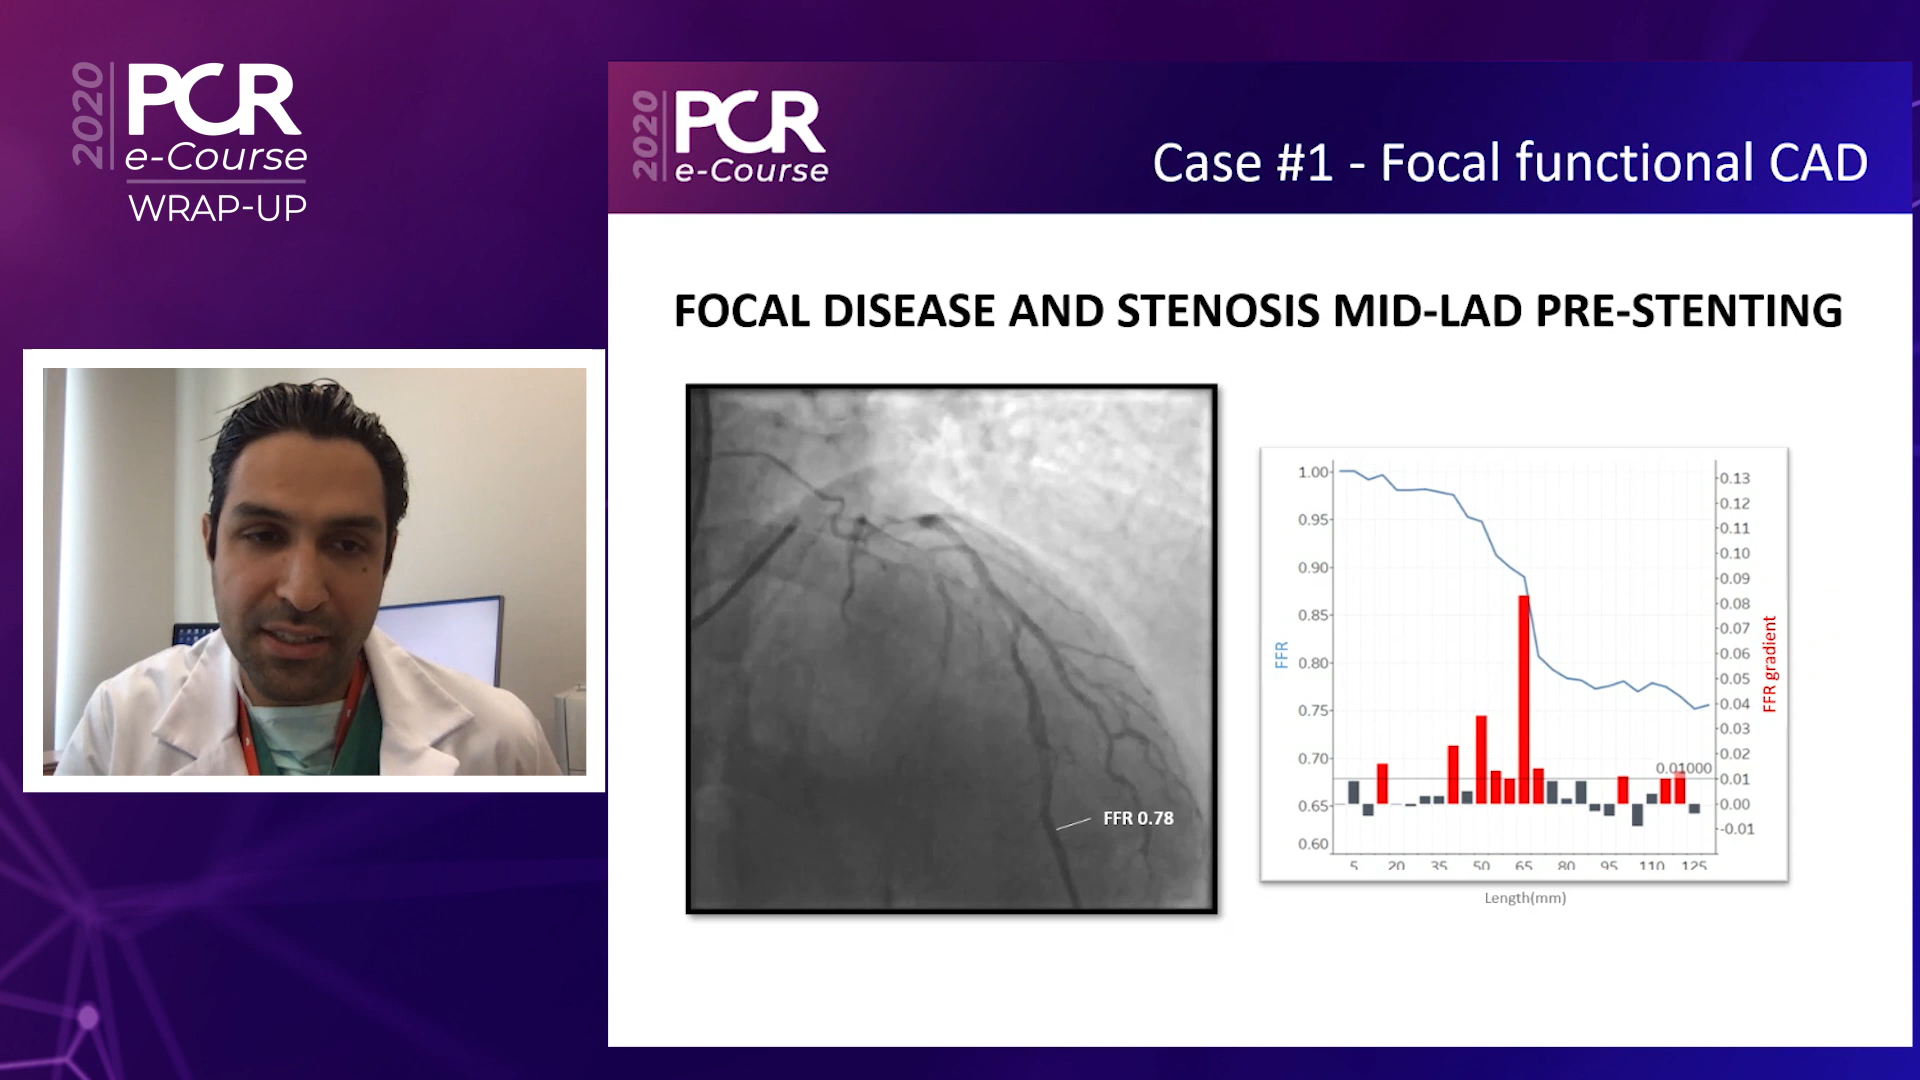 2020
PCR
e-Course
WRAP-UP
2020
PCR
e-Course
Case #1 - Focal functional CAD
FOCAL DISEASE AND STENOSIS MID-LAD PRE-STENTING
FFR 0.78
FFR
1.00
0.95
0.90
0.85
0.80
0.75
0.70
0.65
0.60
0.13
0.12
0.11
0.10
0.09
0.08
0.07
0.06
0.05
0.04
0.03
0.02
0.01
0.00
-0.01
FFR gradient
0.01000
5 20 35 50 65 80 95 110 125
Length(mm)